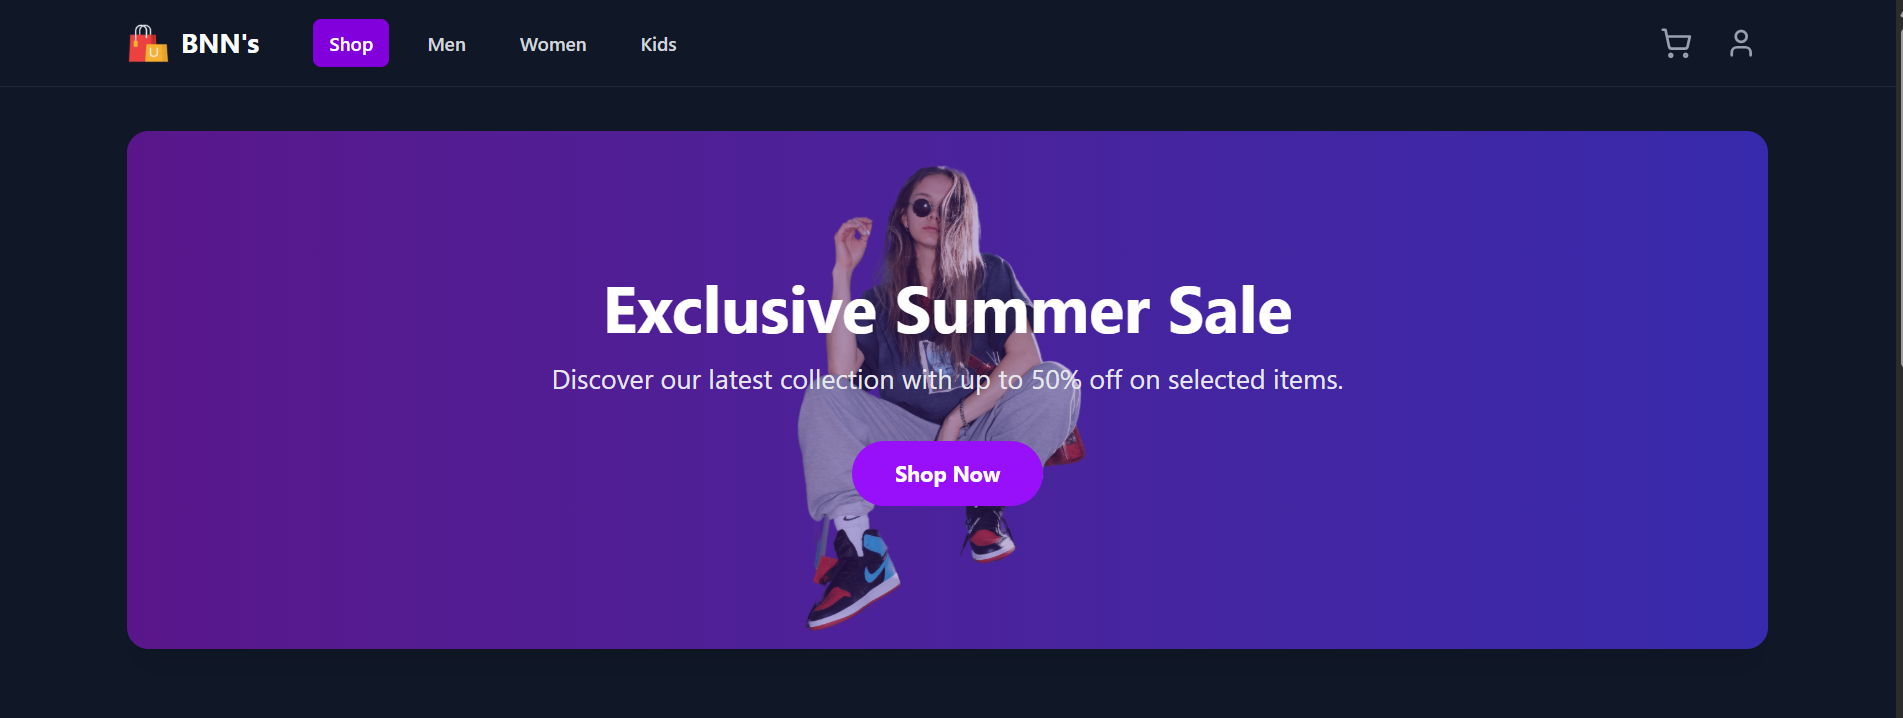 BNN's
Shop
Men
Women
Kids
Exclusive Summer Sale
Discover our latest collection with up to 50% off on selected items.
Shop Now